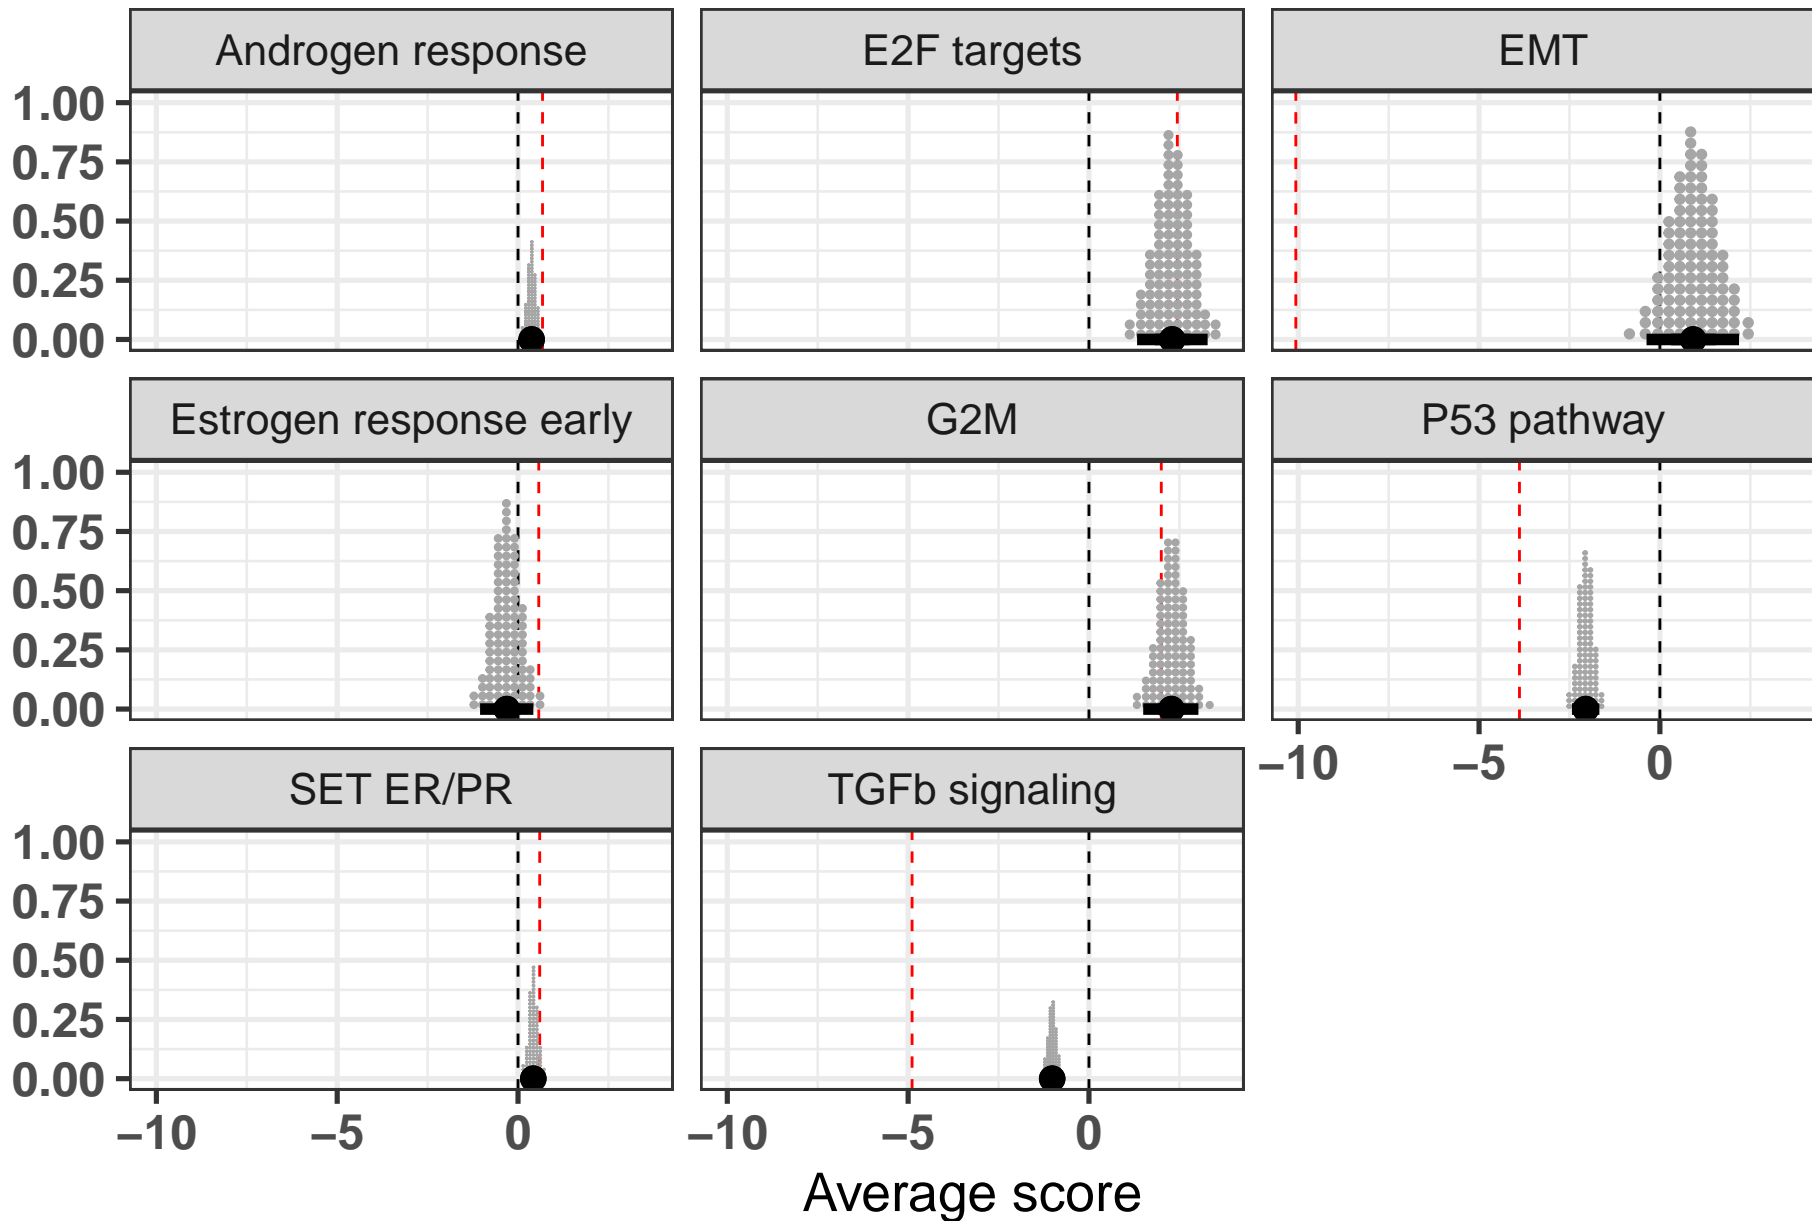 Androgen response
E2F targets
EMT
1.00
0.75
0.50
0.25
0.00
Estrogen response early
G2M
P53 pathway
1.00
0.75
0.50
0.25
0.00
−10 −5 0
SET ER/PR
TGFb signaling
1.00
0.75
0.50
0.25
0.00
−10 −5 0
−10 −5 0
Average score